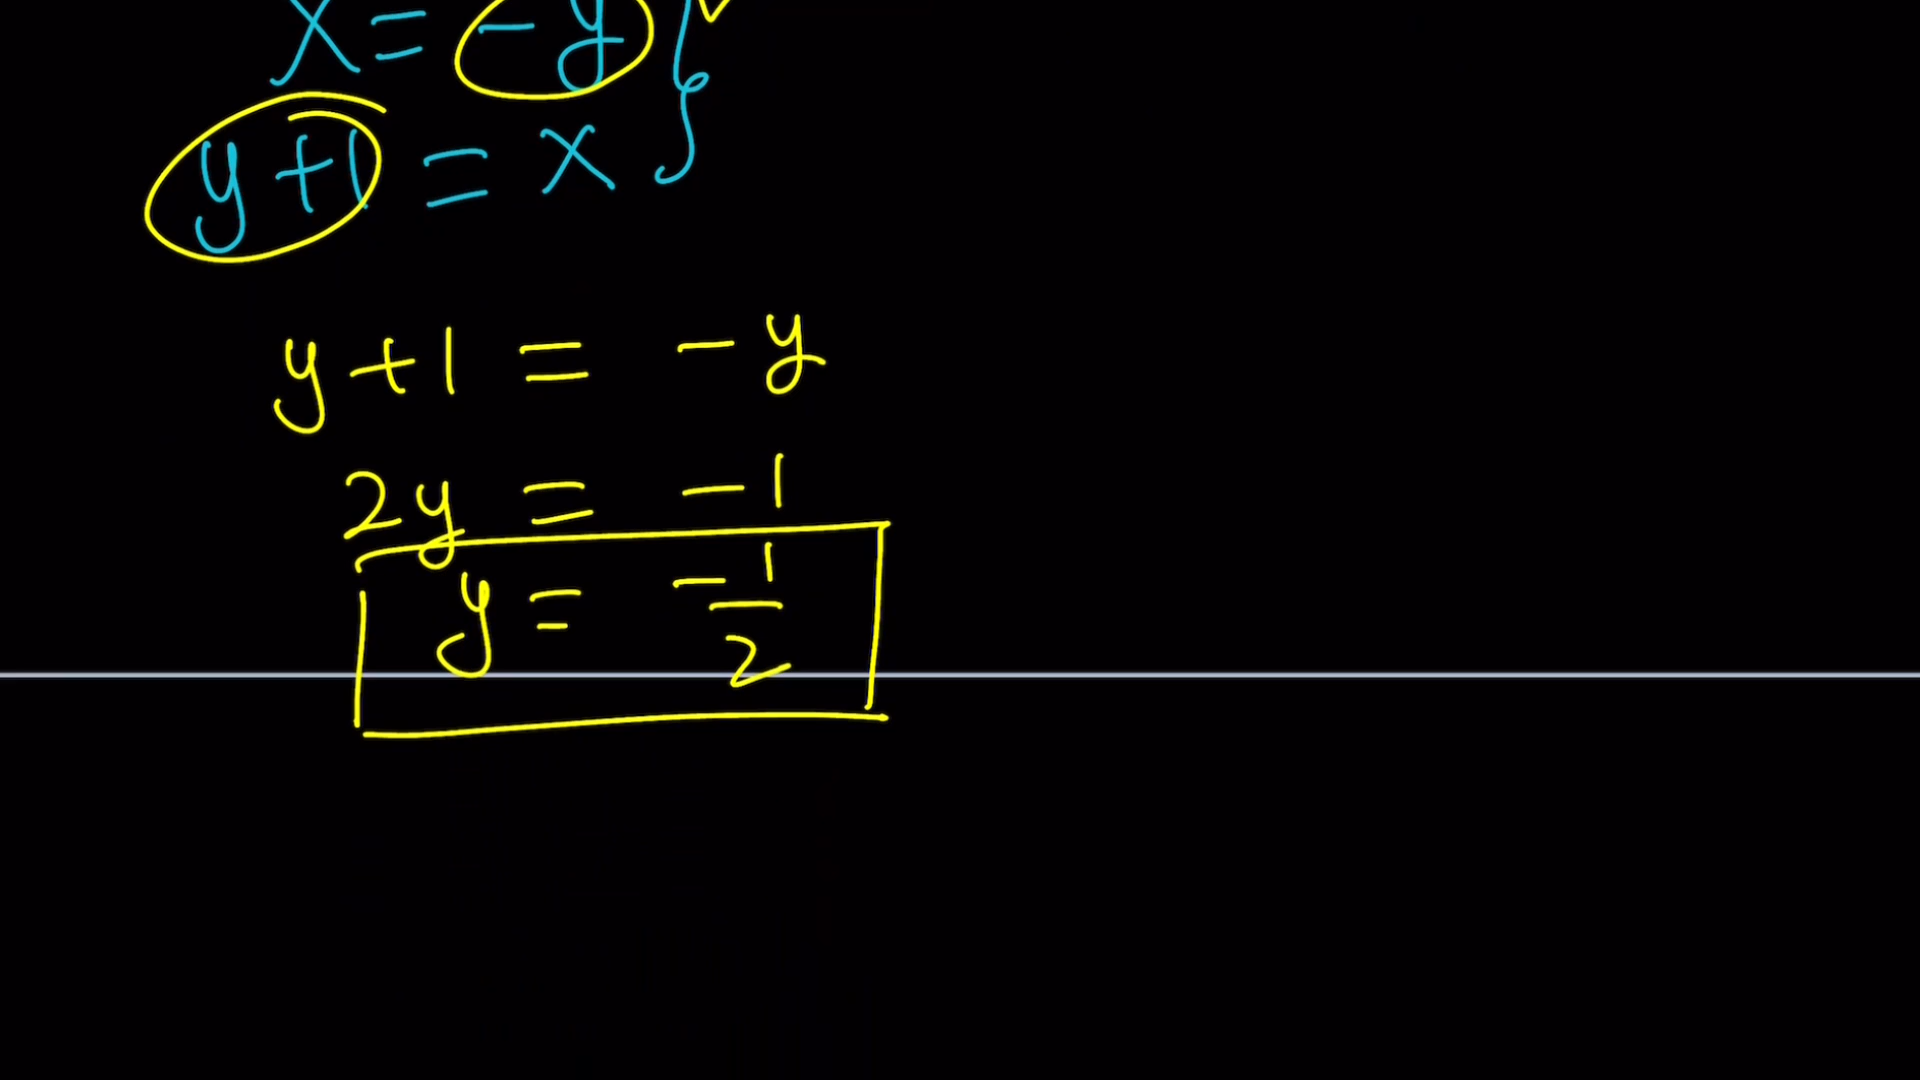 x = -y
y+1 = x
y+1 = -y
2y = -1
y = -1/2